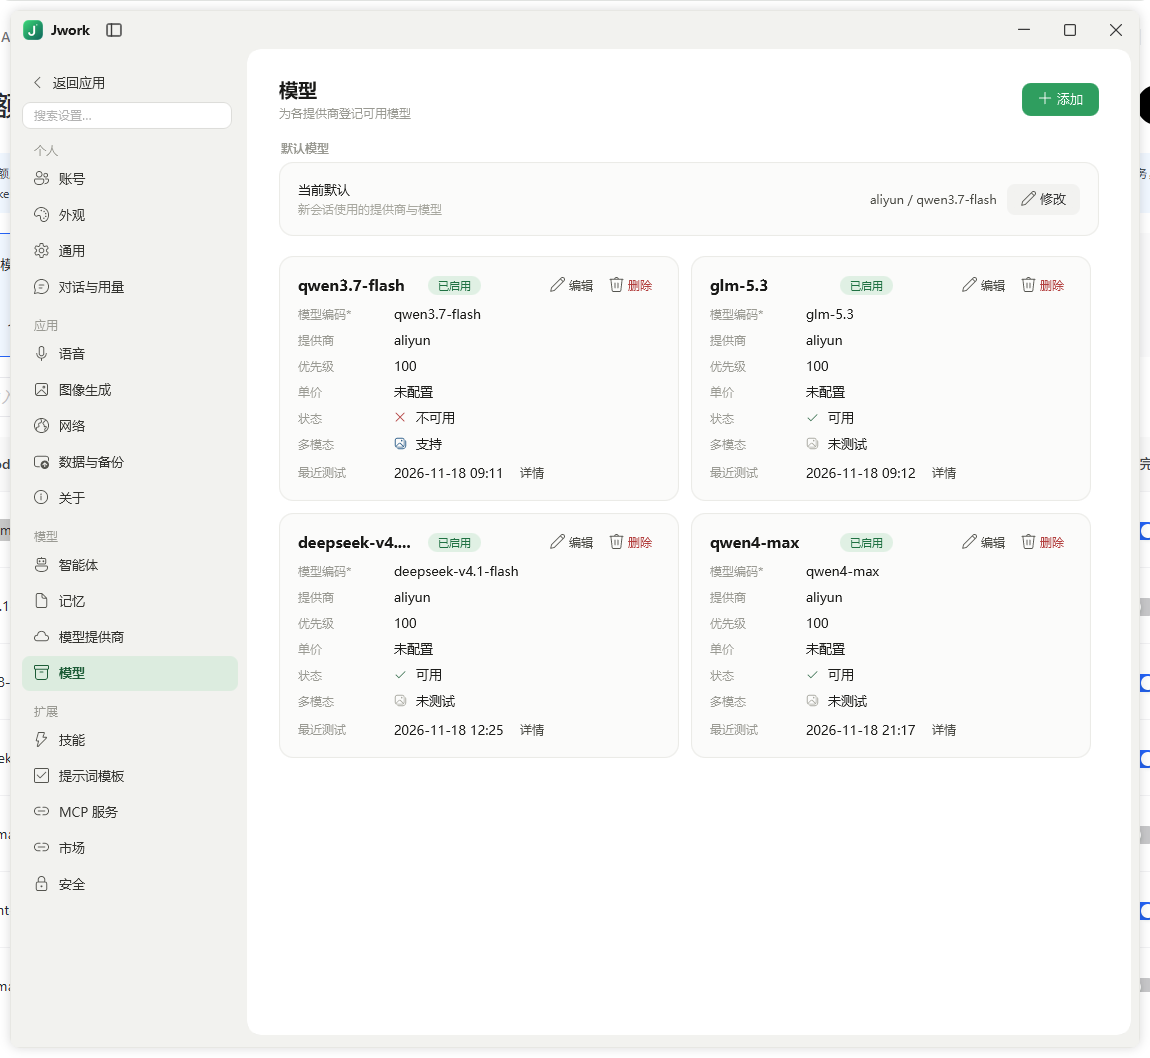 Jwork
返回应用
搜索设置...
个人
账号
外观
通用
对话与用量
应用
语音
图像生成
网络
数据与备份
关于
模型
智能体
记忆
模型提供商
模型
扩展
技能
提示词模板
MCP 服务
市场
安全
模型
为各提供商登记可用模型
添加
默认模型
当前默认
新会话使用的提供商与模型
aliyun / qwen3.7-flash
修改
qwen3.7-flash 已启用 编辑 删除
模型编码* qwen3.7-flash
提供商 aliyun
优先级 100
单价 未配置
状态 不可用
多模态 支持
最近测试 2026-11-18 09:11 详情
glm-5.3 已启用 编辑 删除
模型编码* glm-5.3
提供商 aliyun
优先级 100
单价 未配置
状态 可用
多模态 未测试
最近测试 2026-11-18 09:12 详情
deepseek-v4.... 已启用 编辑 删除
模型编码* deepseek-v4.1-flash
提供商 aliyun
优先级 100
单价 未配置
状态 可用
多模态 未测试
最近测试 2026-11-18 12:25 详情
qwen4-max 已启用 编辑 删除
模型编码* qwen4-max
提供商 aliyun
优先级 100
单价 未配置
状态 可用
多模态 未测试
最近测试 2026-11-18 21:17 详情